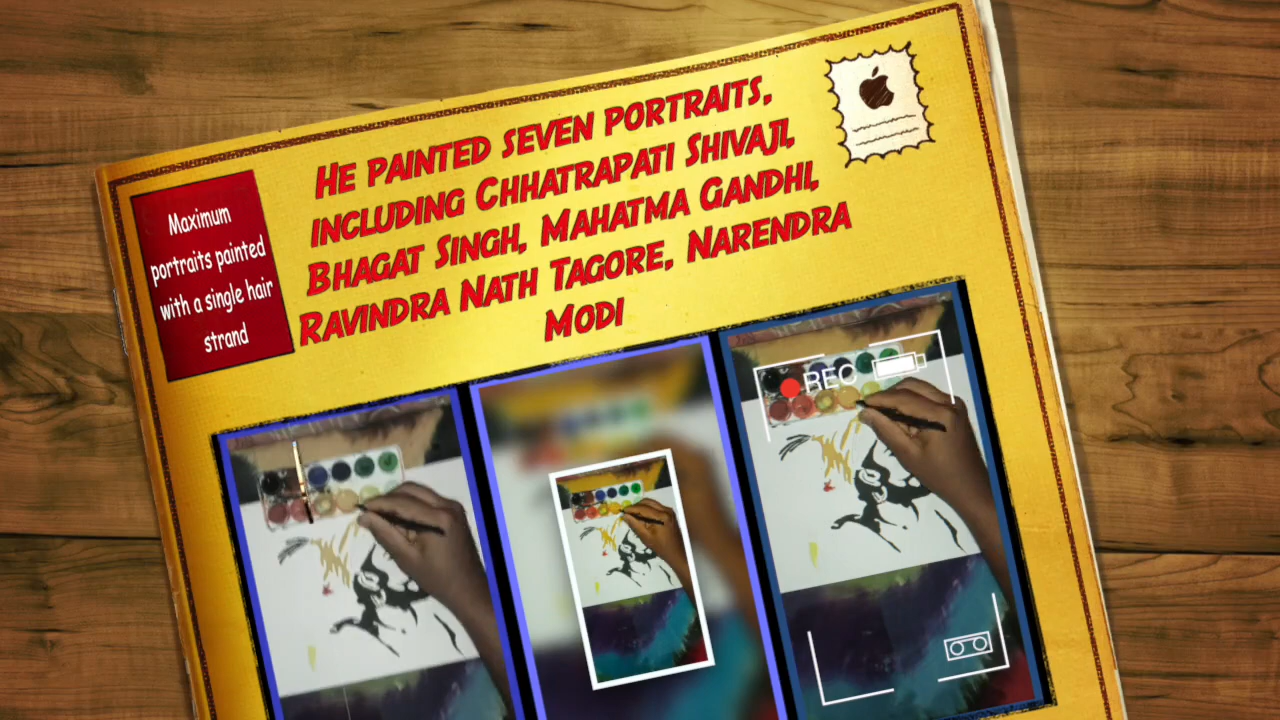 He painted seven portraits,
including Chhatrapati Shivaji,
Bhagat Singh, Mahatma Gandhi,
Ravindra Nath Tagore, Narendra
Modi
Maximum
portraits painted
with a single hair
strand
REC